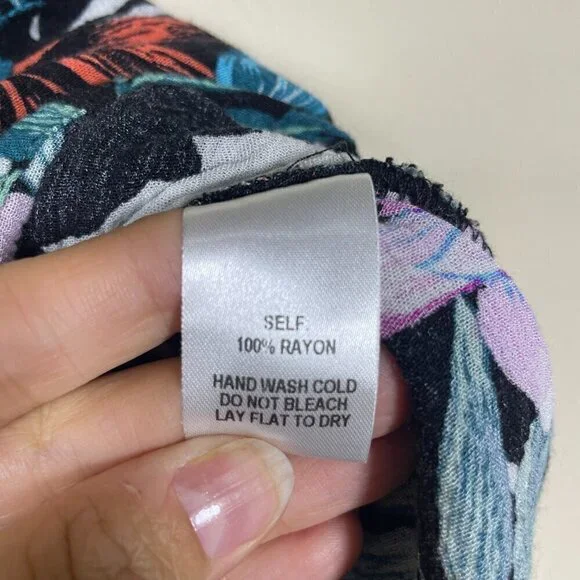 SELF:
100% RAYON
HAND WASH COLD
DO NOT BLEACH
LAY FLAT TO DRY